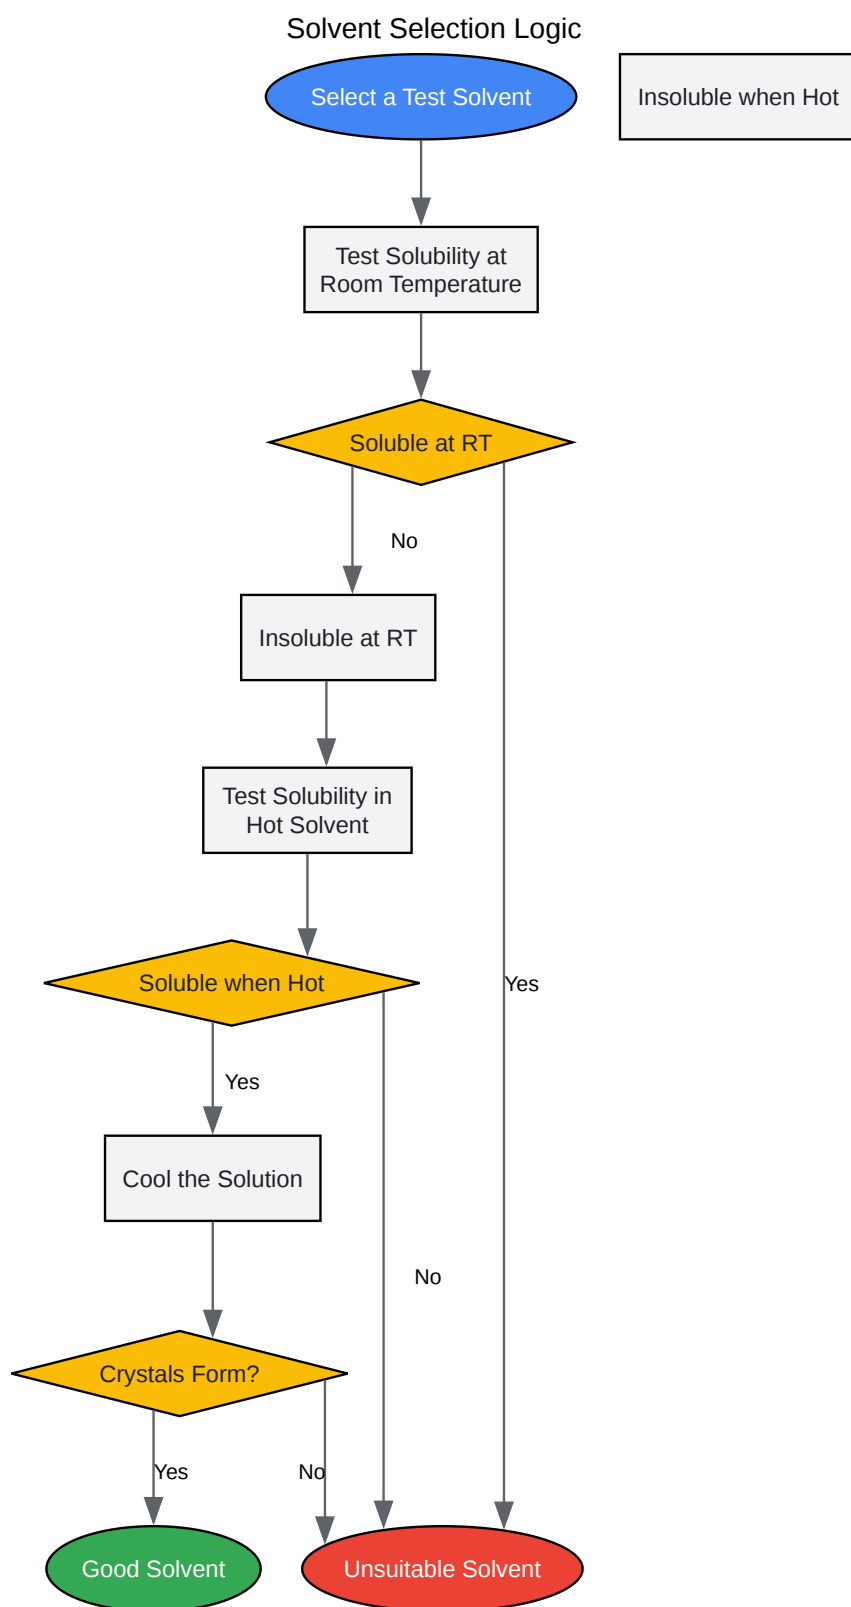 Solvent Selection Logic
Select a Test Solvent
Insoluble when Hot
Test Solubility at
Room Temperature
Soluble at RT
No
Insoluble at RT
Test Solubility in
Hot Solvent
Soluble when Hot
Yes
Yes
Cool the Solution
No
Crystals Form?
Yes
No
Good Solvent
Unsuitable Solvent